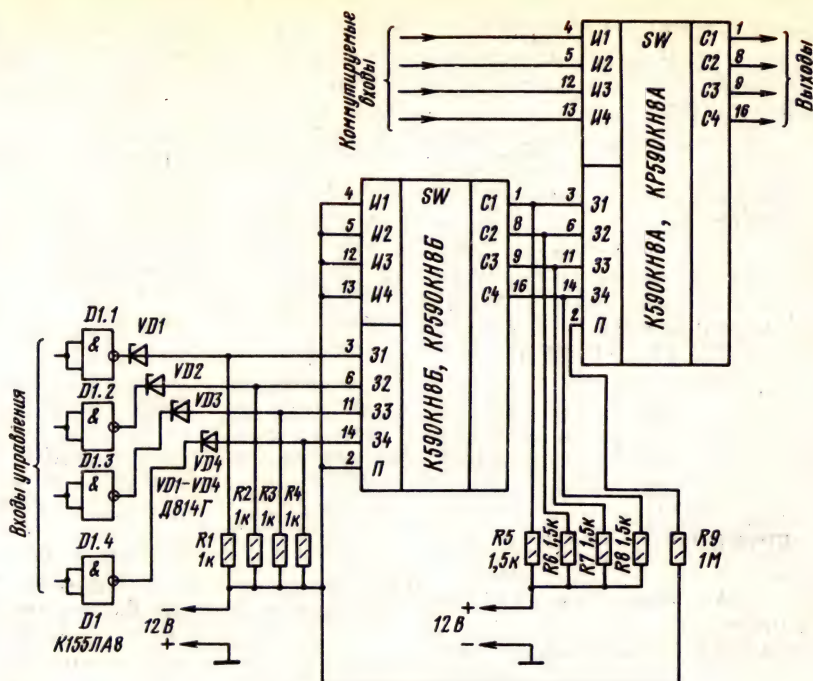 Коммутируемые входы
4 И1 SW С1 1
5 И2 С2 8
12 И3 С3 9
13 И4 С4 16
Выходы
3 З1
6 З2
11 З3
14 З4
2 П
К590КН8А, КР590КН8А
4 И1 SW С1 1
5 И2 С2 8
12 И3 С3 9
13 И4 С4 16
3 З1
6 З2
11 З3
14 З4
2 П
К590КН8Б, КР590КН8Б
Входы управления
D1.1
&
VD1
D1.2
&
VD2
D1.3
&
VD3
D1.4
&
VD4
VD1-VD4
Д814Г
D1
К155ЛА8
R1
1к
R2
1к
R3
1к
R4
1к
−
12 В
+
R5
1,5к
R6 1,5к
R7 1,5к
R8 1,5к
R9
1М
+
12 В
−